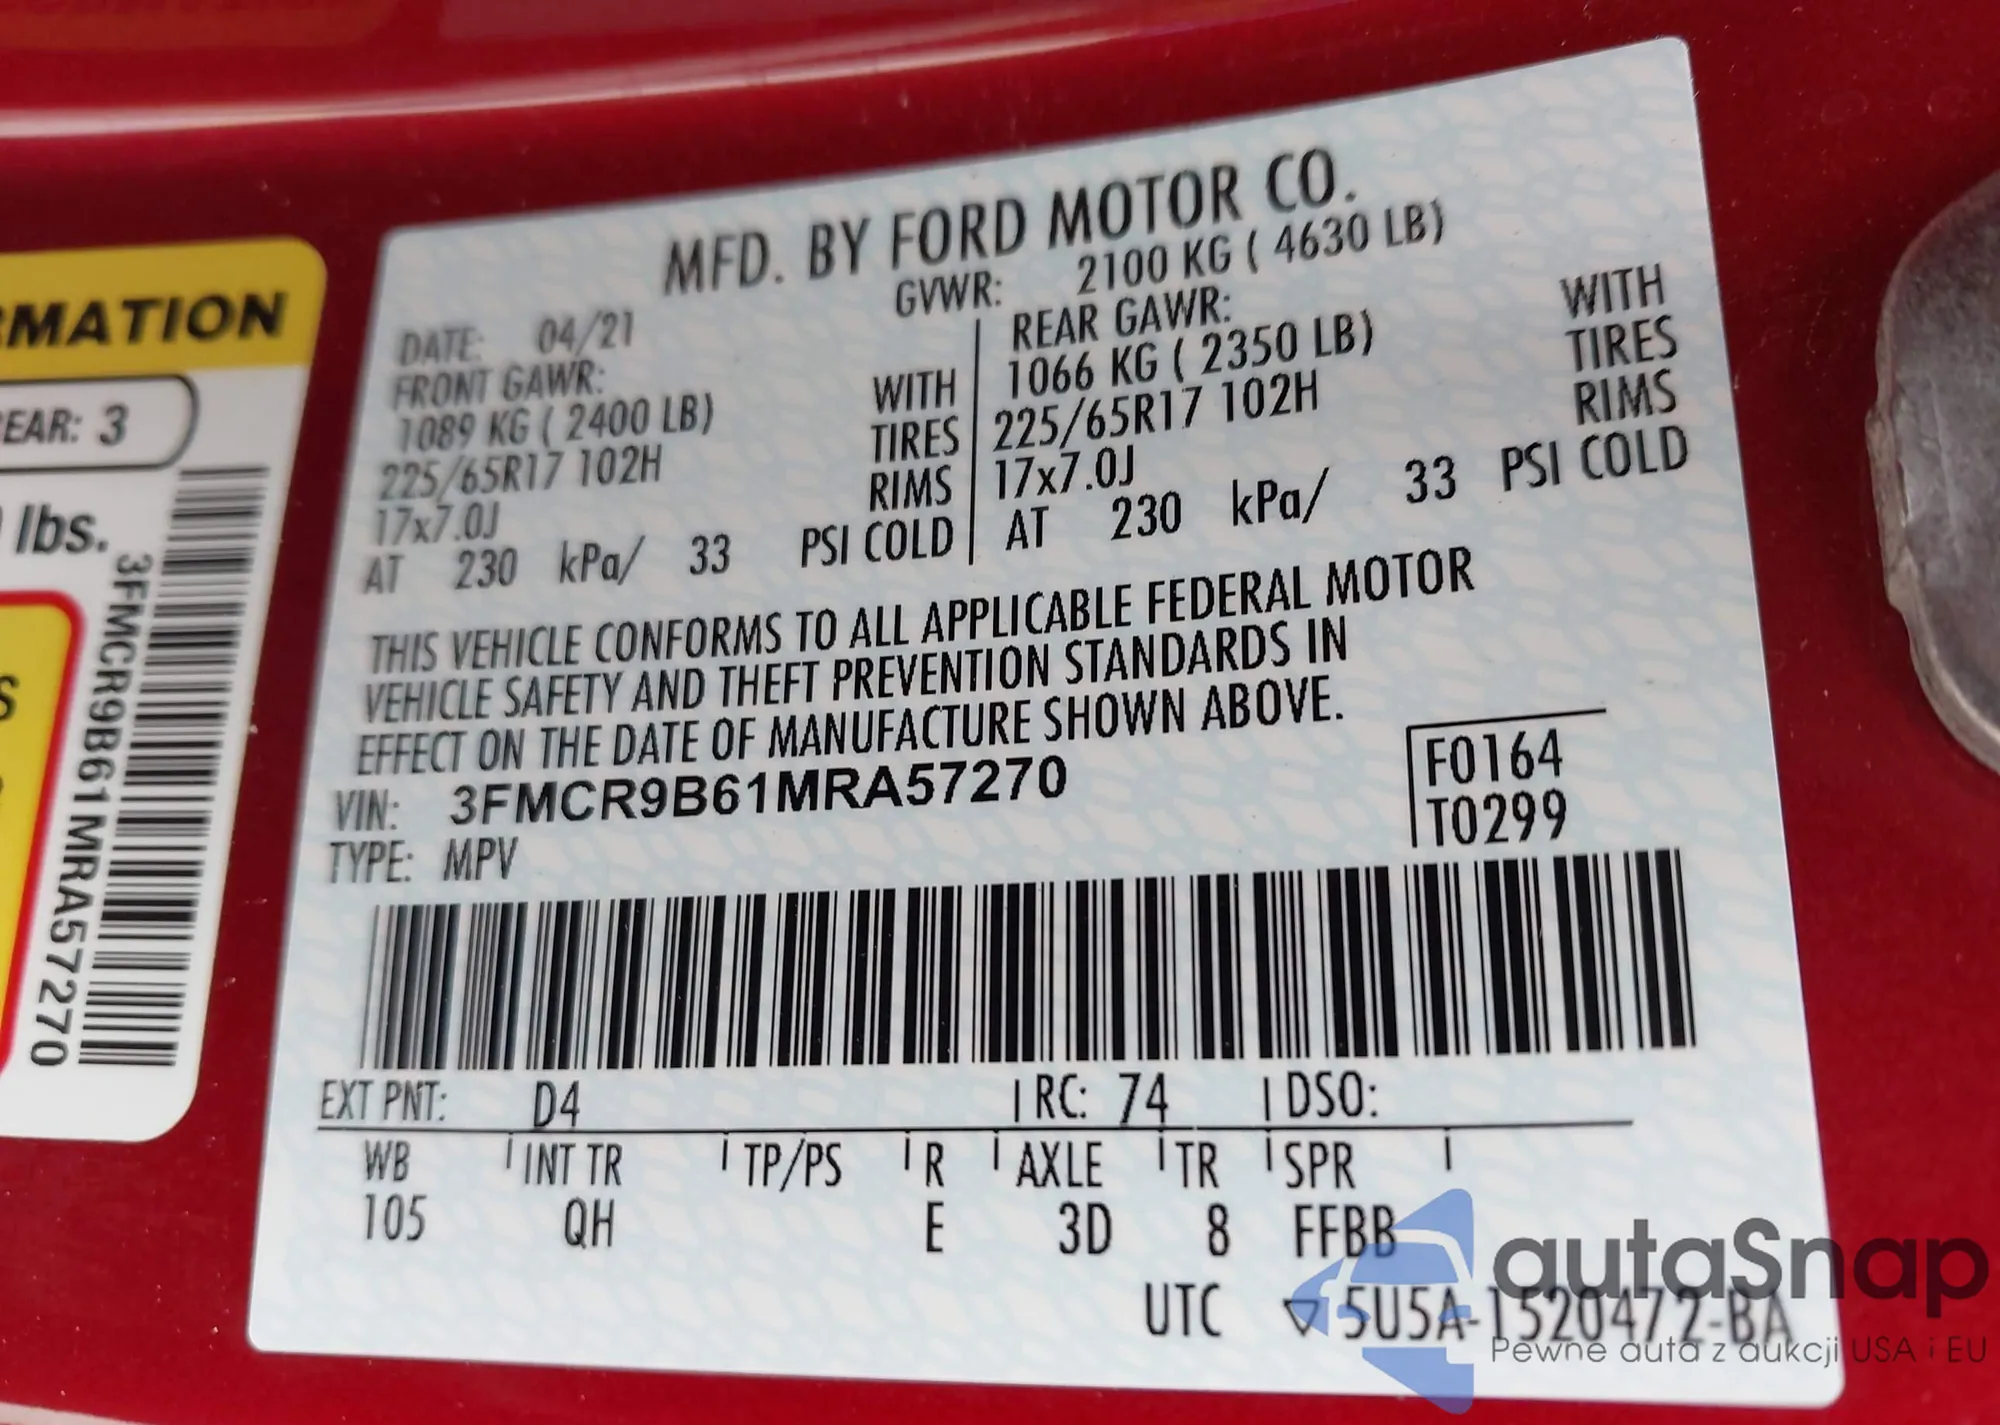 MFD. BY FORD MOTOR CO.
DATE: 04/21
GVWR: 2100 KG ( 4630 LB)
FRONT GAWR:
1089 KG ( 2400 LB) WITH
225/65R17 102H TIRES
17x7.0J RIMS
AT 230 kPa/ 33 PSI COLD
REAR GAWR:
1066 KG ( 2350 LB) WITH
225/65R17 102H TIRES
17x7.0J RIMS
AT 230 kPa/ 33 PSI COLD
THIS VEHICLE CONFORMS TO ALL APPLICABLE FEDERAL MOTOR
VEHICLE SAFETY AND THEFT PREVENTION STANDARDS IN
EFFECT ON THE DATE OF MANUFACTURE SHOWN ABOVE.
VIN: 3FMCR9B61MRA57270
TYPE: MPV
F0164
T0299
EXT PNT: D4 RC: 74 DSO:
WB INT TR TP/PS R AXLE TR SPR
105 QH E 3D 8 FFBB
UTC ▽ 5U5A-1520472-BA
RMATION
EAR: 3
lbs.
3FMCR9B61MRA57270
S
autaSnap
Pewne auta z aukcji USA i EU